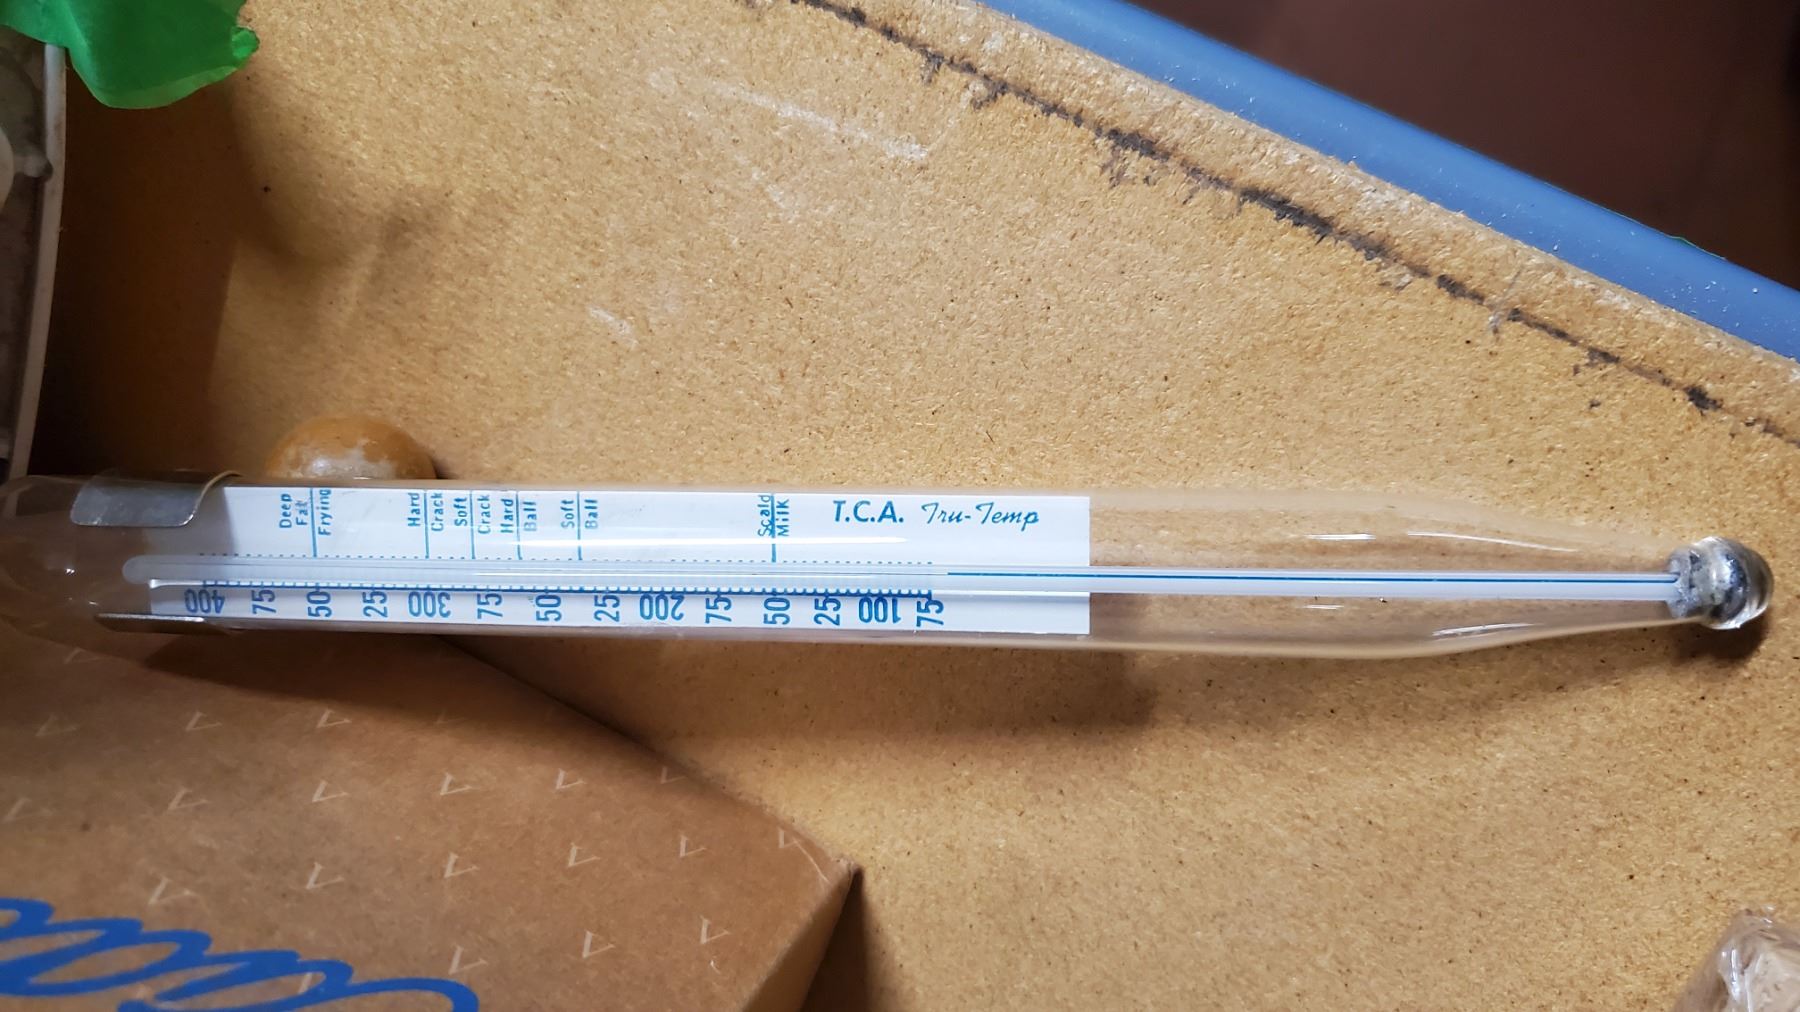 Deep
Fat
Frying
Hard
Crack
Soft
Crack
Hard
Ball
Soft
Ball
Scald
Milk
T.C.A. Tru-Temp
400
75
50
25
300
75
50
25
200
75
50
25
100
75